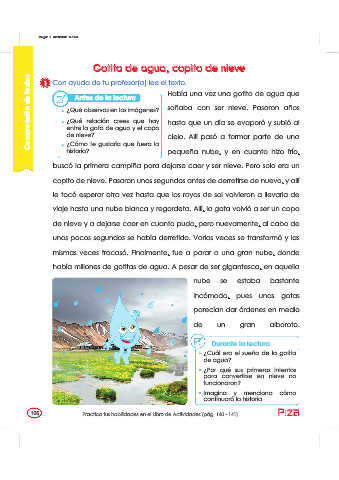 Comprensión de textos
Gotita de agua, copito de nieve
1 Con ayuda de tu profesor(a) lee el texto.
Antes de la lectura
• ¿Qué observas en las imágenes?
• ¿Qué relación crees que hay
entre la gota de agua y el copo
de nieve?
• ¿Cómo te gustaría que fuera la
historia?
Había una vez una gotita de agua que
soñaba con ser nieve. Pasaron años
hasta que un día se evaporó y subió al
cielo. Allí pasó a formar parte de una
pequeña nube, y en cuanto hizo frío,
buscó la primera campiña para dejarse caer y ser nieve. Pero solo era un
copito de nieve. Pasaron unos segundos antes de derretirse de nuevo, y allí
le tocó esperar otra vez hasta que los rayos de sol volvieron a llevarla de
viaje hasta una nube blanca y regordeta. Allí, la gota volvió a ser un copo
de nieve y a dejarse caer en cuanto pudo, pero nuevamente, al cabo de
unos pocos segundos se había derretido. Varias veces se transformó y las
mismas veces fracasó. Finalmente, fue a parar a una gran nube, donde
había millones de gotitas de agua. A pesar de ser gigantesca, en aquella
nube se estaba bastante
incómoda, pues unas gotas
parecían dar órdenes en medio
de un gran alboroto.
Durante la lectura
• ¿Cuál era el sueño de la gotita
de agua?
• ¿Por qué sus primeros intentos
para convertirse en nieve no
funcionaron?
• Imagina y menciona cómo
continuará la historia
106
Practica tus habilidades en el Libro de Actividades (pág. 140 - 141)